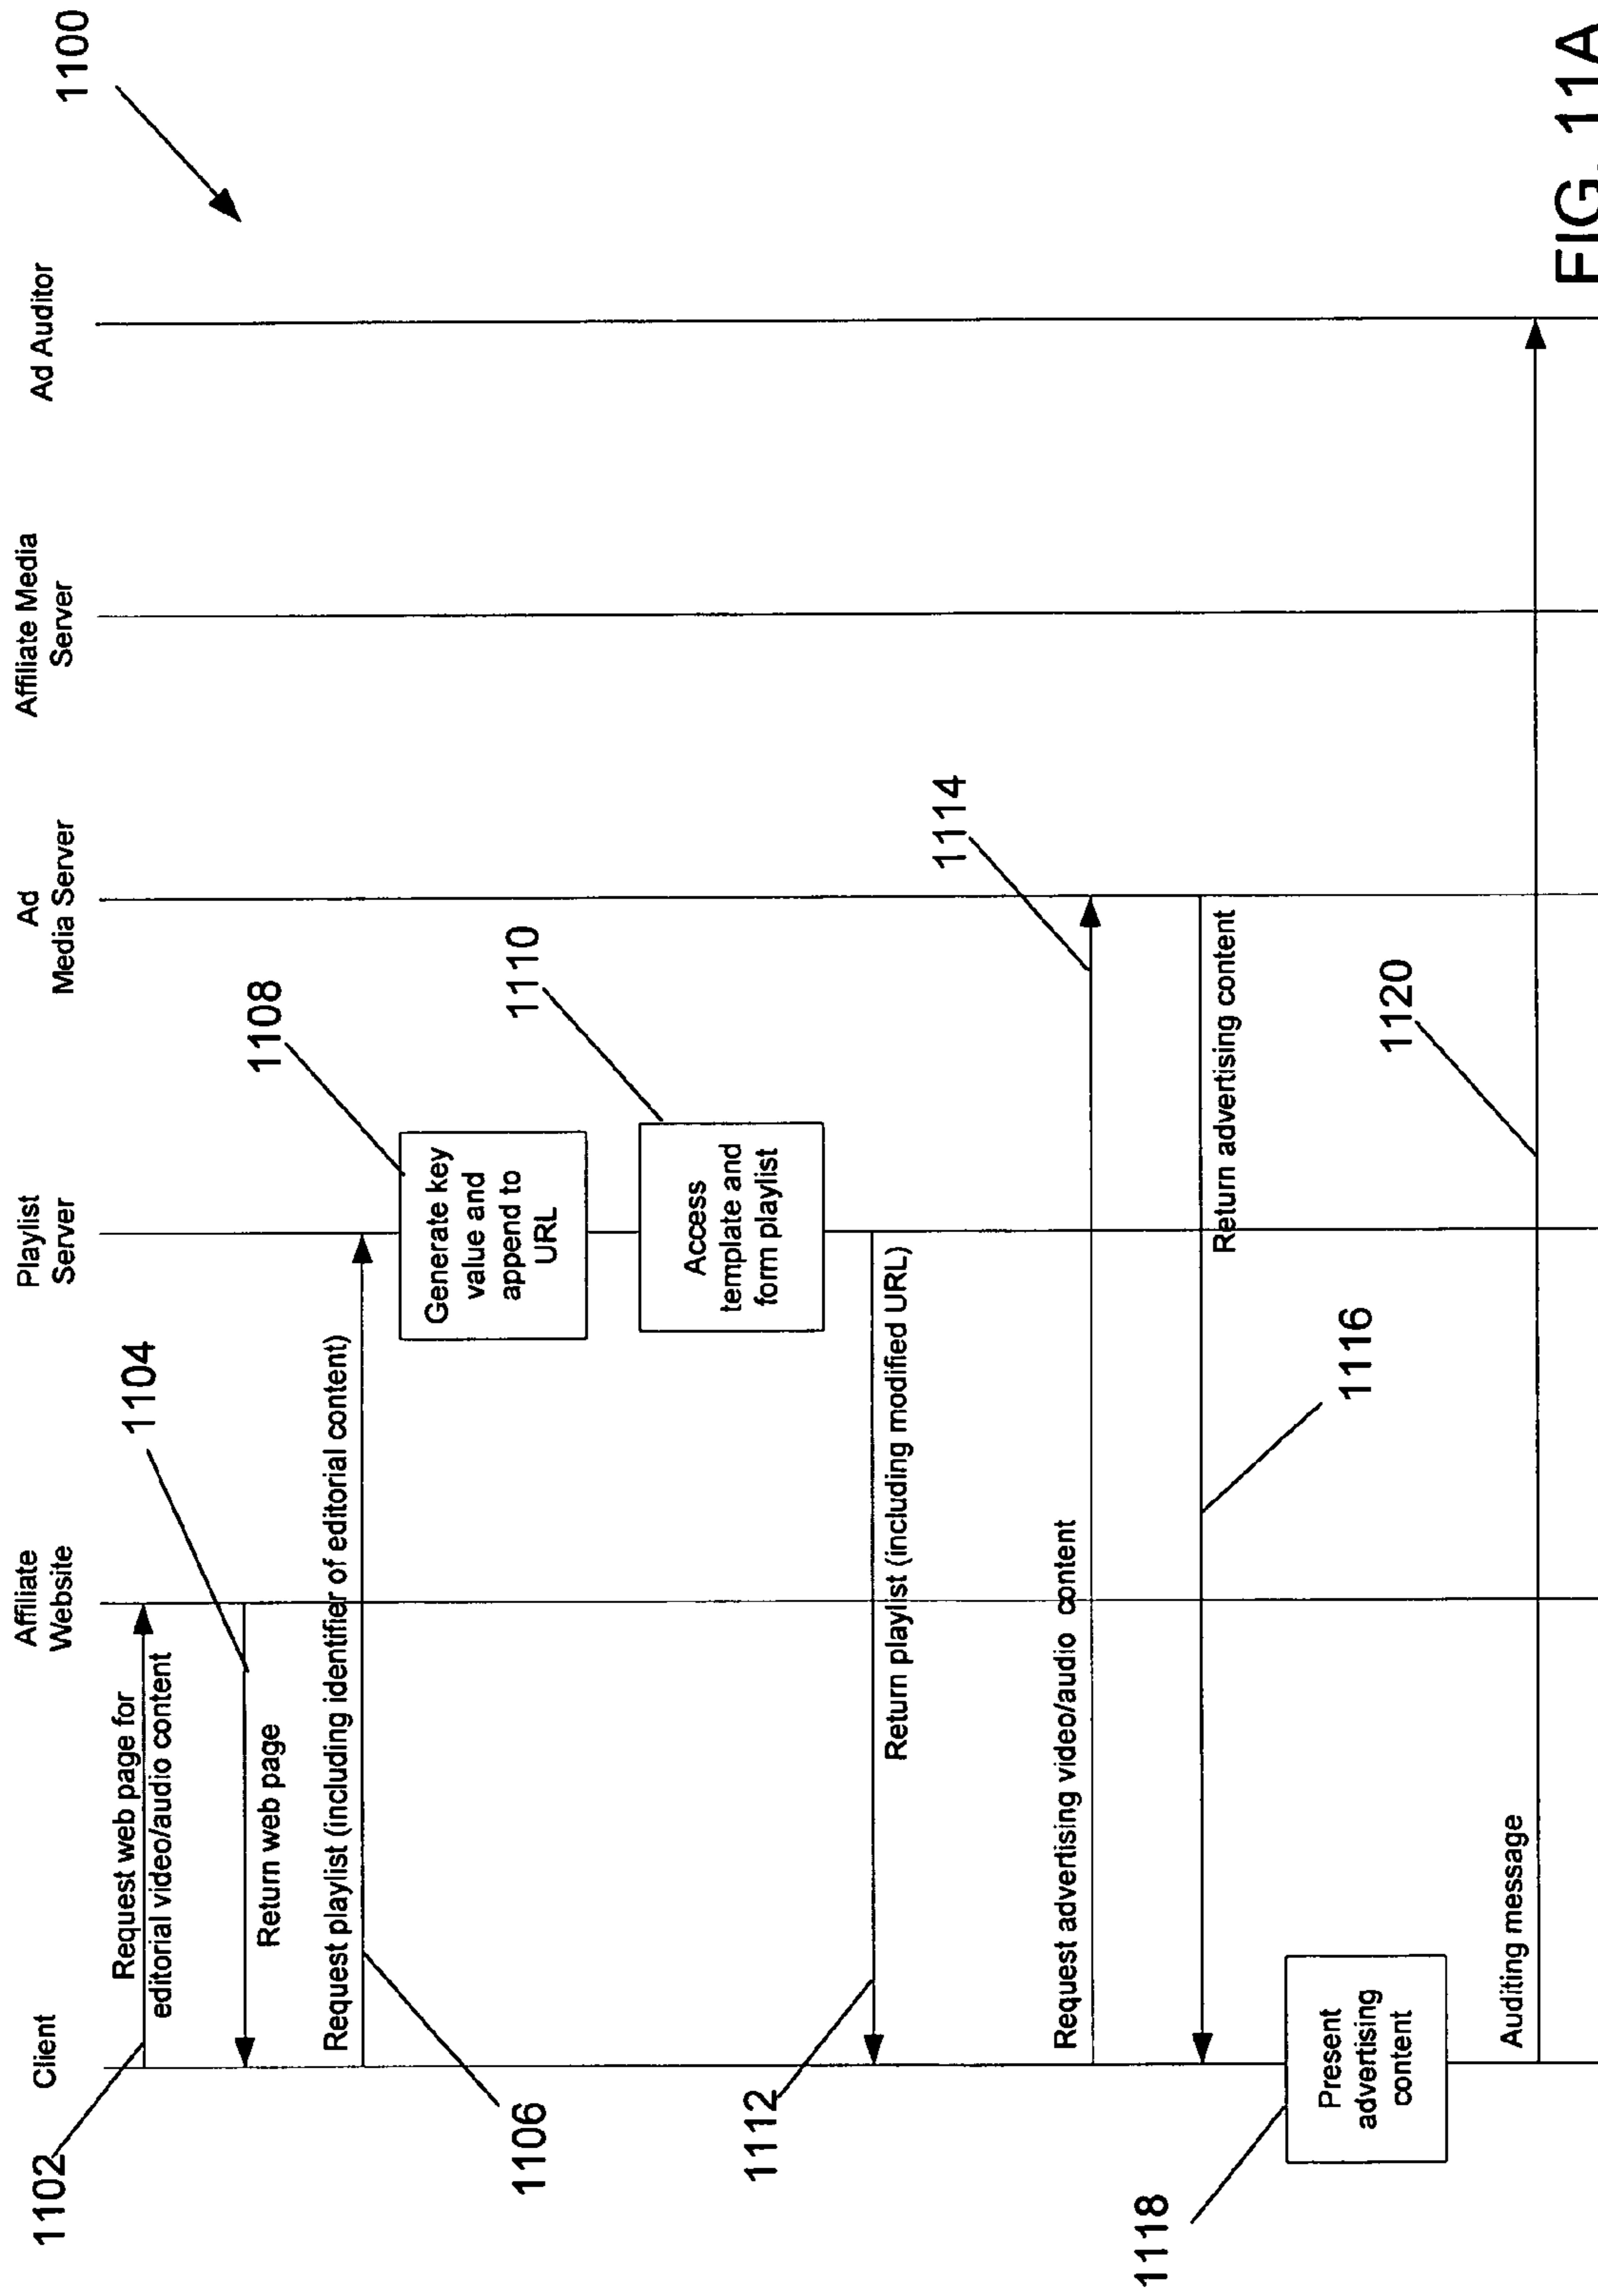 1100
Client
Affiliate
Website
Playlist
Server
Ad
Media Server
Affiliate Media
Server
Ad Auditor
1102
Request web page for
editorial video/audio content
1104
Return web page
Request playlist (including identifier of editorial content)
1106
1108
Generate key
value and
append to
URL
1110
Access
template and
form playlist
Return playlist (including modified URL)
1112
1114
Request advertising video/audio content
Return advertising content
1116
1118
Present
advertising
content
1120
Auditing message
FIG. 11A